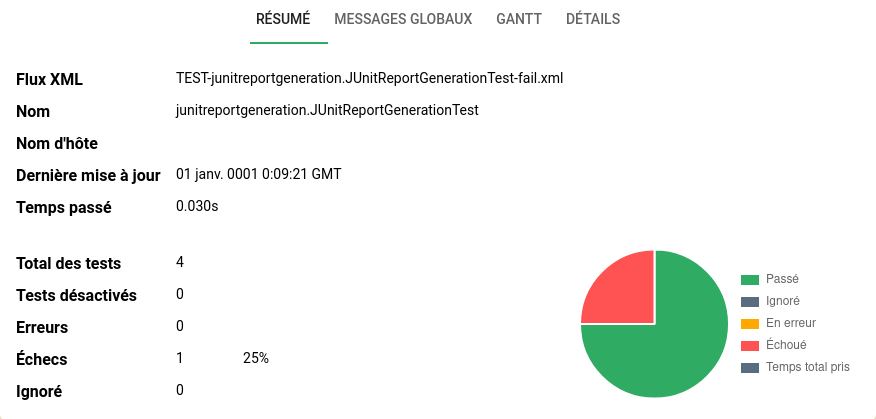 RÉSUMÉ MESSAGES GLOBAUX GANTT DÉTAILS
Flux XML TEST-junitreportgeneration.JUnitReportGenerationTest-fail.xml
Nom junitreportgeneration.JUnitReportGenerationTest
Nom d'hôte
Dernière mise à jour 01 janv. 0001 0:09:21 GMT
Temps passé 0.030s
Total des tests 4
Tests désactivés 0
Erreurs 0
Échecs 1 25%
Ignoré 0
Passé
Ignoré
En erreur
Échoué
Temps total pris